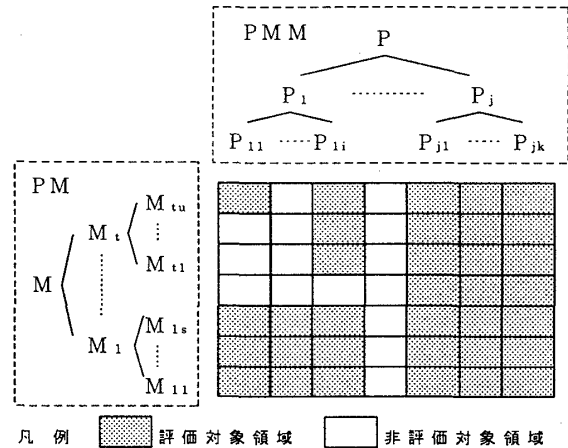 PMM
P
P1 ………… Pj
P11 …… P1i Pj1 …… Pjk
PM
Mtu
Mt
Mt1
M
M1s
M1
M11
凡例 評価対象領域 非評価対象領域